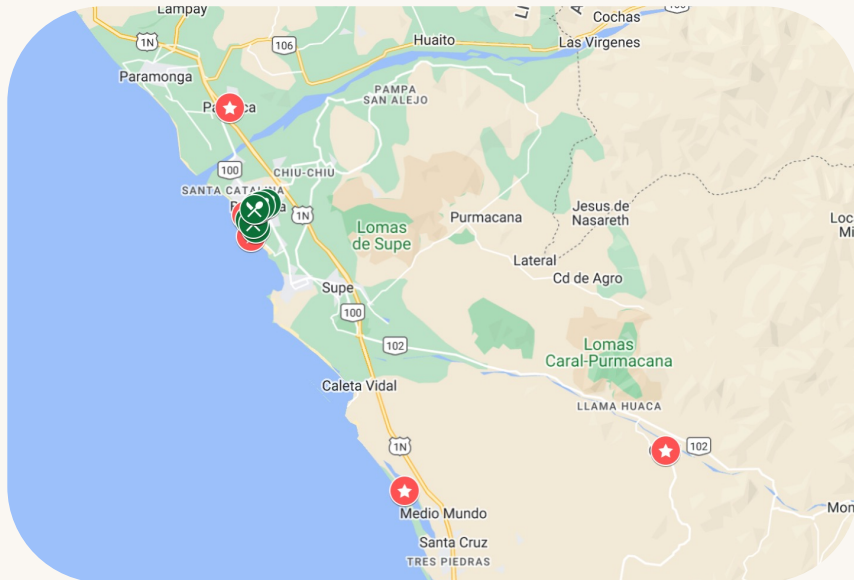 Lampay
Cochas
1N
106
Huaito
Las Virgenes
Paramonga
PAMPA
SAN ALEJO
100
CHIU-CHIU
SANTA CATALINA
1N
Lomas
de Supe
Purmacana
Jesus de
Nasareth
Lateral
Cd de Agro
Supe
100
102
Lomas
Caral-Purmacana
Caleta Vidal
LLAMA HUACA
1N
102
Medio Mundo
Santa Cruz
TRES PIEDRAS